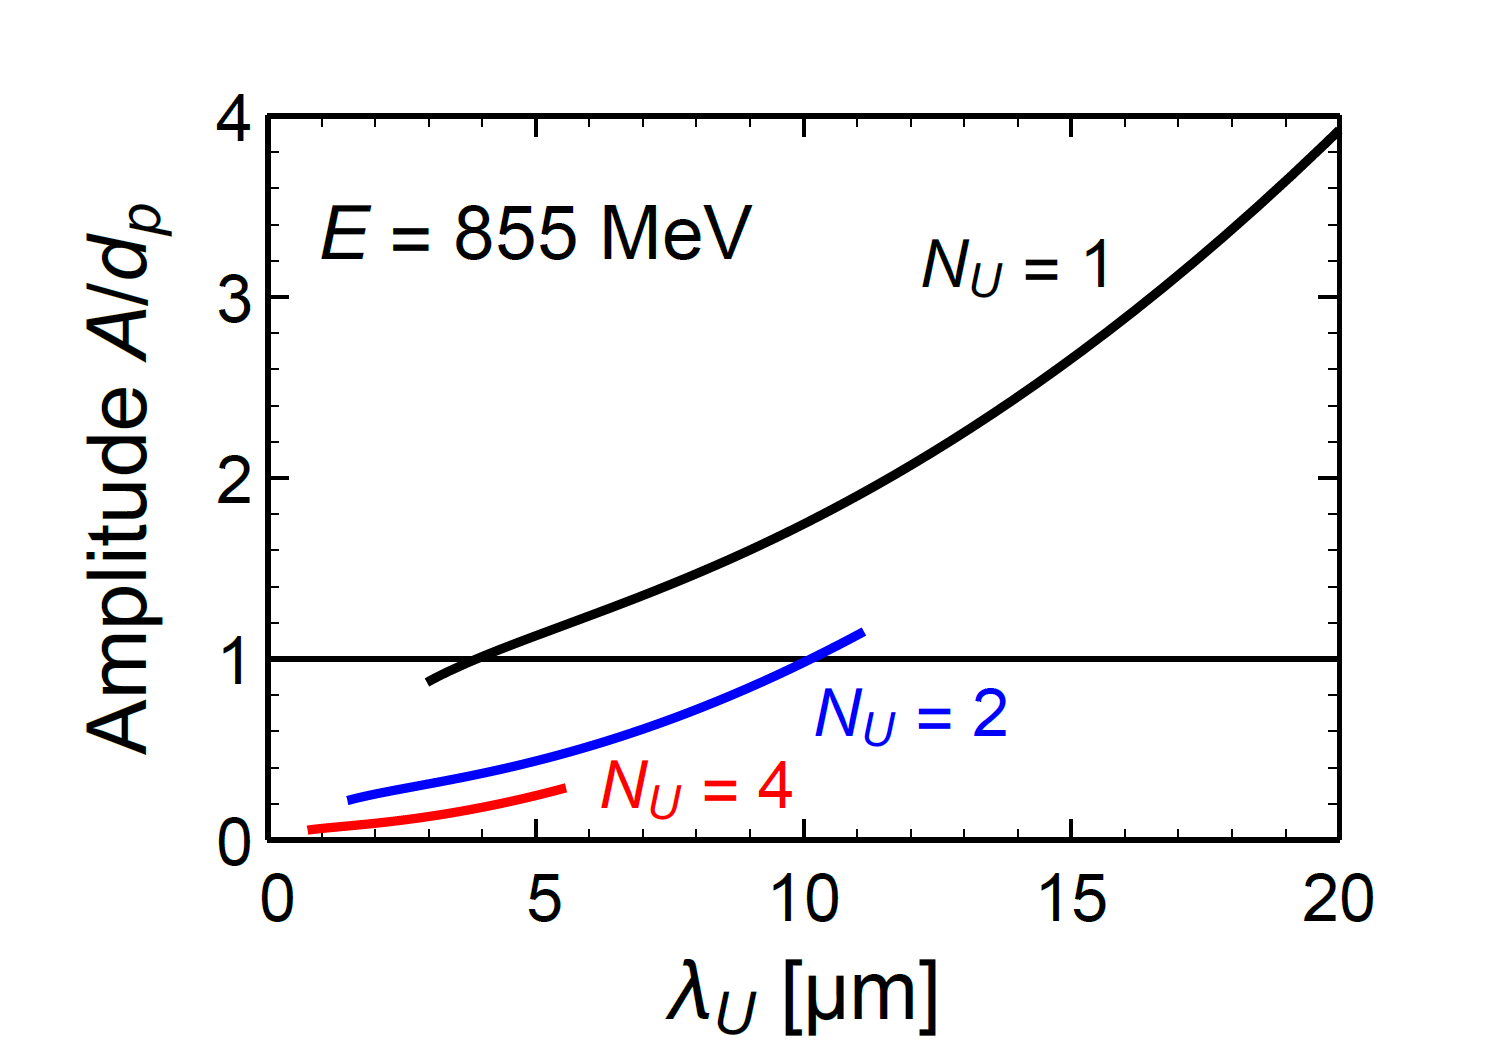 4
3
2
1
0
Amplitude A/d_p
E = 855 MeV
N_U = 1
N_U = 2
N_U = 4
0 5 10 15 20
λ_U [μm]